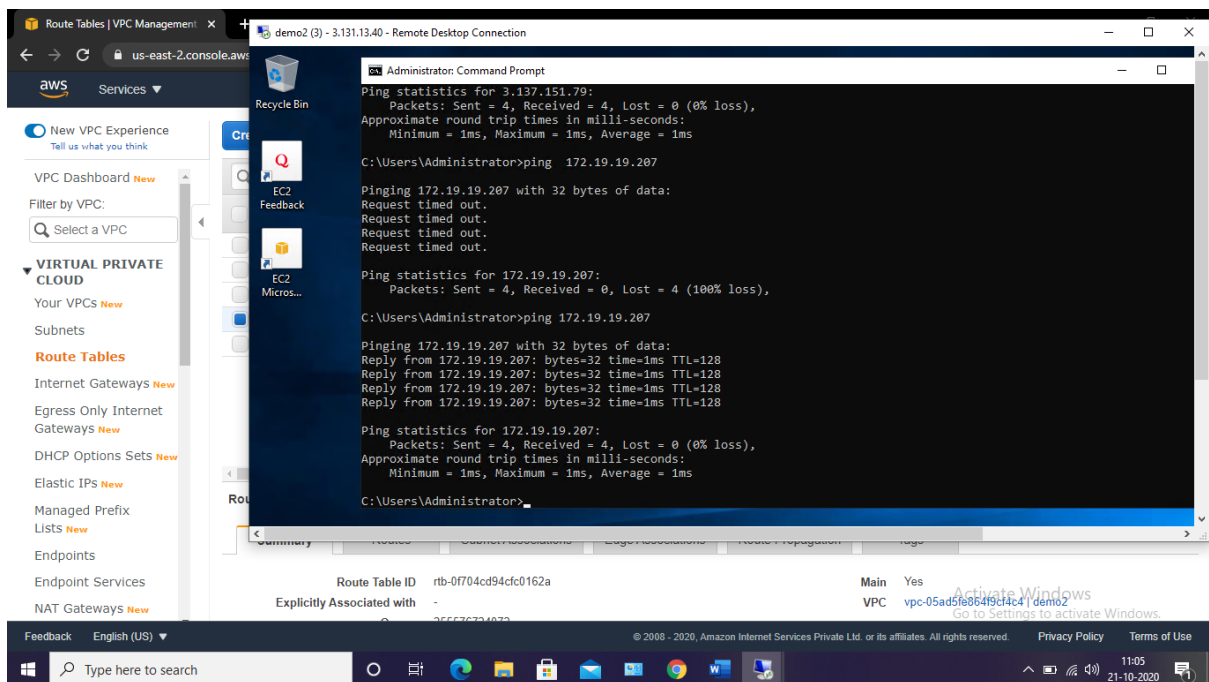 Route Tables | VPC Management
us-east-2.console.aws
aws
Services
New VPC Experience
Tell us what you think
VPC Dashboard New
Filter by VPC:
Select a VPC
VIRTUAL PRIVATE
CLOUD
Your VPCs New
Subnets
Route Tables
Internet Gateways New
Egress Only Internet
Gateways New
DHCP Options Sets New
Elastic IPs New
Managed Prefix
Lists New
Endpoints
Endpoint Services
NAT Gateways New
demo2 (3) - 3.131.13.40 - Remote Desktop Connection
Recycle Bin
EC2
Feedback
EC2
Micros...
Administrator: Command Prompt
Ping statistics for 3.137.151.79:
Packets: Sent = 4, Received = 4, Lost = 0 (0% loss),
Approximate round trip times in milli-seconds:
Minimum = 1ms, Maximum = 1ms, Average = 1ms
C:\Users\Administrator>ping  172.19.19.207
Pinging 172.19.19.207 with 32 bytes of data:
Request timed out.
Request timed out.
Request timed out.
Request timed out.
Ping statistics for 172.19.19.207:
Packets: Sent = 4, Received = 0, Lost = 4 (100% loss),
C:\Users\Administrator>ping 172.19.19.207
Pinging 172.19.19.207 with 32 bytes of data:
Reply from 172.19.19.207: bytes=32 time=1ms TTL=128
Reply from 172.19.19.207: bytes=32 time=1ms TTL=128
Reply from 172.19.19.207: bytes=32 time=1ms TTL=128
Reply from 172.19.19.207: bytes=32 time=1ms TTL=128
Ping statistics for 172.19.19.207:
Packets: Sent = 4, Received = 4, Lost = 0 (0% loss),
Approximate round trip times in milli-seconds:
Minimum = 1ms, Maximum = 1ms, Average = 1ms
C:\Users\Administrator>
Cre
Rou
Summary Routes Subnet Associations Edge Associations Route Propagation Tags
Route Table ID rtb-0f704cd94cfc0162a Main Yes
Explicitly Associated with - VPC vpc-05ad5fe864f9cf4c4 | demo2
Activate Windows
Go to Settings to activate Windows.
Feedback English (US) © 2008 - 2020, Amazon Internet Services Private Ltd. or its affiliates. All rights reserved. Privacy Policy Terms of Use
Type here to search
11:05
21-10-2020